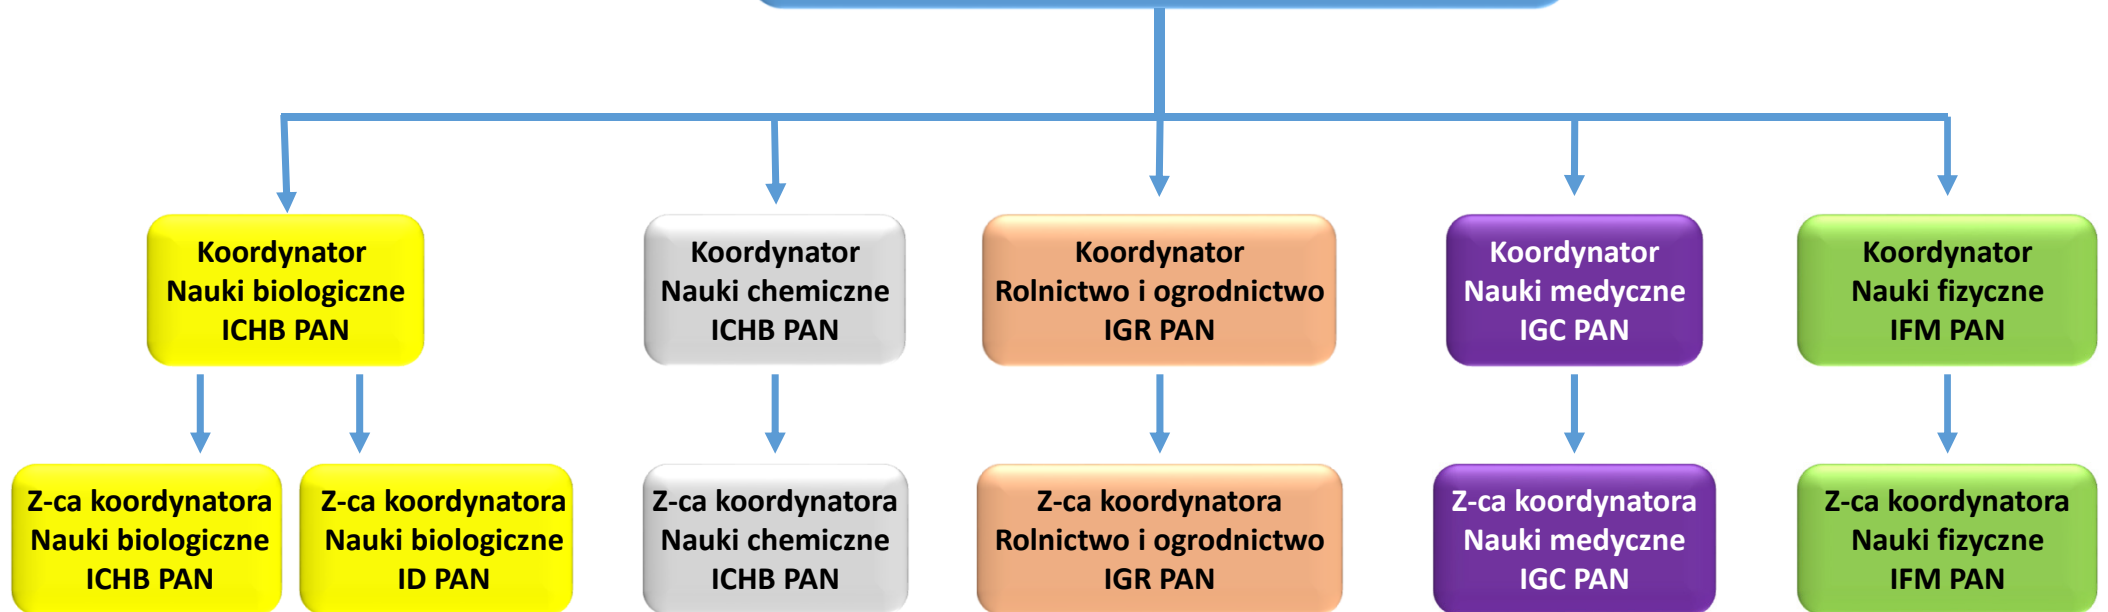 Koordynator
Nauki biologiczne
ICHB PAN
Koordynator
Nauki chemiczne
ICHB PAN
Koordynator
Rolnictwo i ogrodnictwo
IGR PAN
Koordynator
Nauki medyczne
IGC PAN
Koordynator
Nauki fizyczne
IFM PAN
Z-ca koordynatora
Nauki biologiczne
ICHB PAN
Z-ca koordynatora
Nauki biologiczne
ID PAN
Z-ca koordynatora
Nauki chemiczne
ICHB PAN
Z-ca koordynatora
Rolnictwo i ogrodnictwo
IGR PAN
Z-ca koordynatora
Nauki medyczne
IGC PAN
Z-ca koordynatora
Nauki fizyczne
IFM PAN